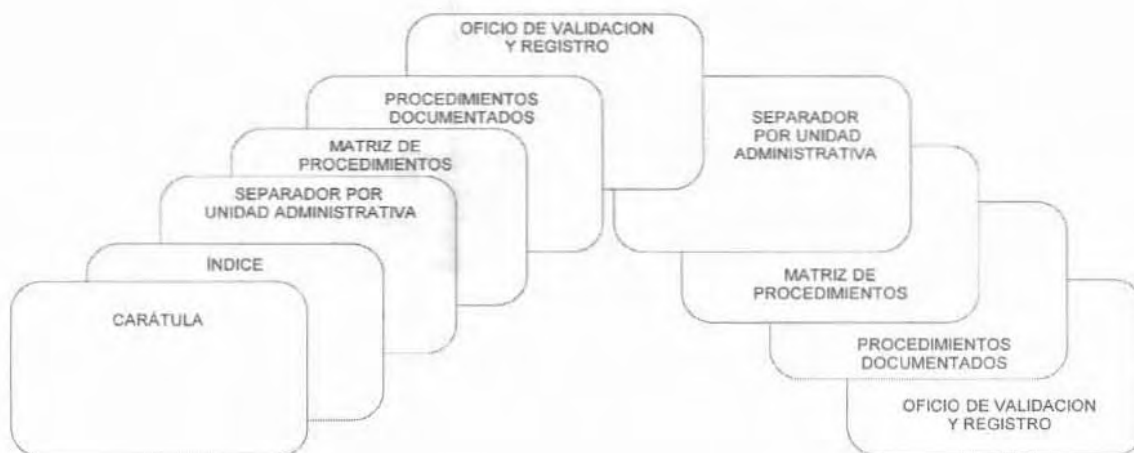 OFICIO DE VALIDACION
Y REGISTRO
PROCEDIMIENTOS
DOCUMENTADOS
MATRIZ DE
PROCEDIMIENTOS
SEPARADOR POR
UNIDAD ADMINISTRATIVA
ÍNDICE
CARÁTULA
SEPARADOR
POR UNIDAD
ADMINISTRATIVA
MATRIZ DE
PROCEDIMIENTOS
PROCEDIMIENTOS
DOCUMENTADOS
OFICIO DE VALIDACION
Y REGISTRO